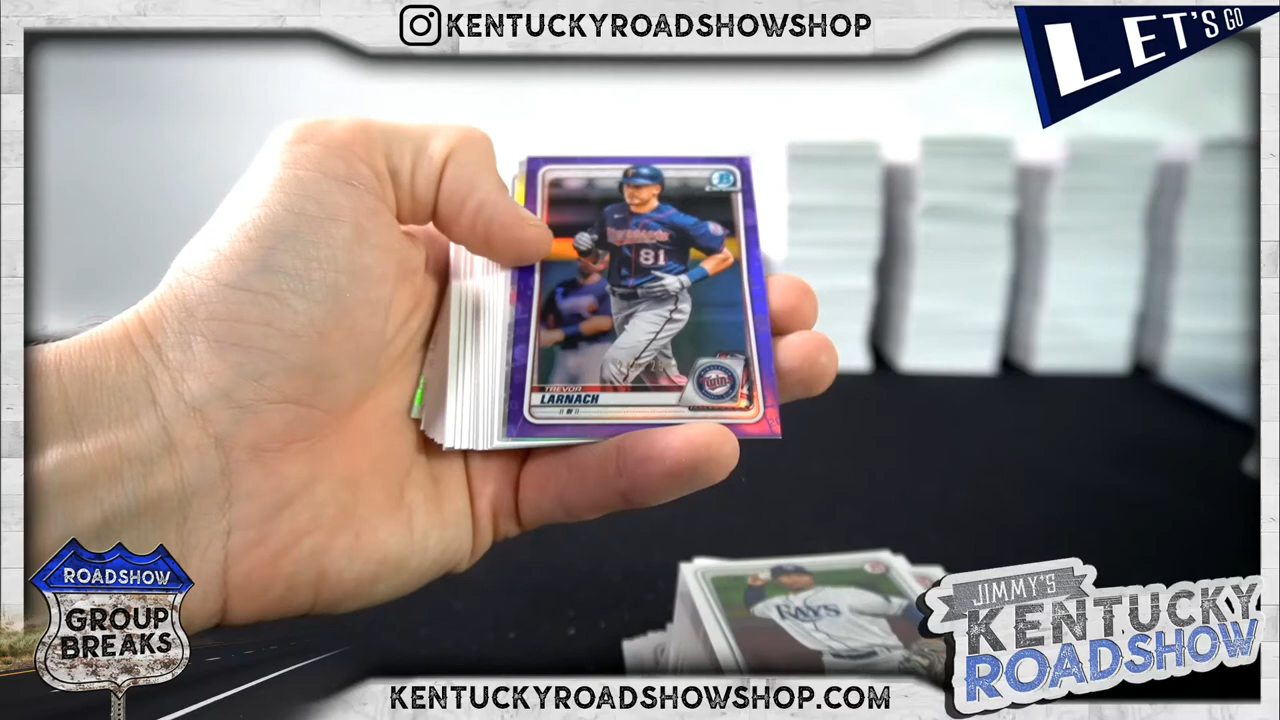 KENTUCKYROADSHOWSHOP
LET'S GO
81
TREVOR
LARNACH
Twins
RAYS
ROADSHOW
GROUP
BREAKS
JIMMY'S
KENTUCKY
ROADSHOW
KENTUCKYROADSHOWSHOP.COM